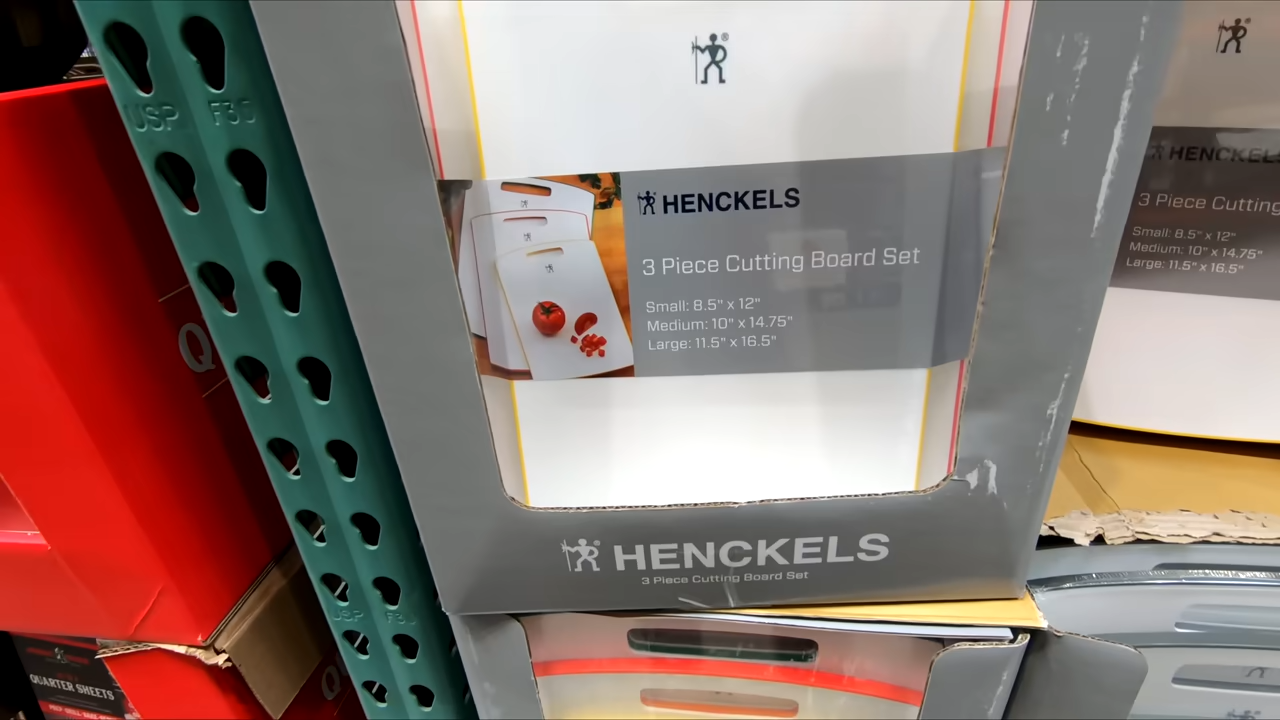 USP F3C
®
HENCKELS
3 Piece Cutting Board Set
Small: 8.5" x 12"
Medium: 10" x 14.75"
Large: 11.5" x 16.5"
HENCKELS
3 Piece Cutting Board Set
®
HENCKELS
3 Piece Cutting
Small: 8.5" x 12"
Medium: 10" x 14.75"
Large: 11.5" x 16.5"
Q
USP F3C
QUARTER SHEETS